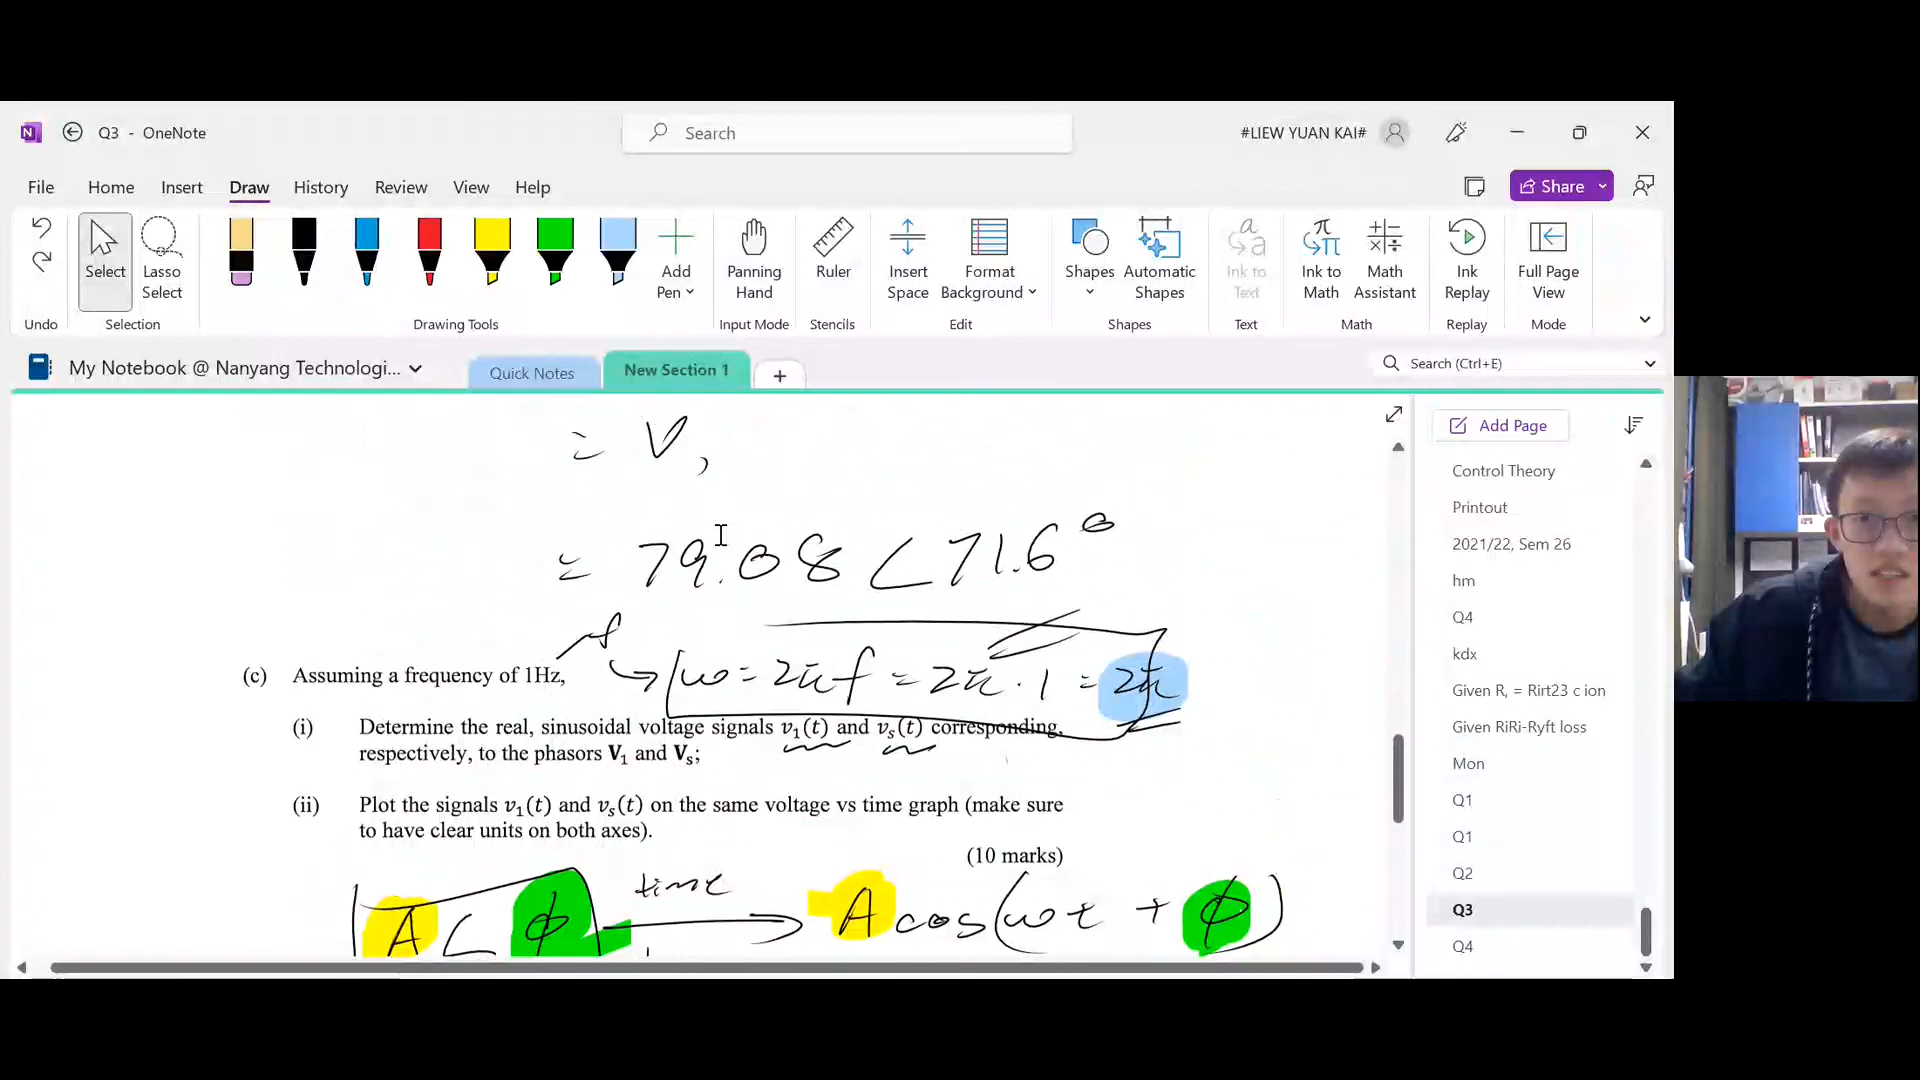 Q3 - OneNote
Search
#LIEW YUAN KAI#
File Home Insert Draw History Review View Help
Share
Select
Lasso Select
Add Pen
Panning Hand
Ruler
Insert Space
Format Background
Shapes
Automatic Shapes
Ink to Text
Ink to Math
Math Assistant
Ink Replay
Full Page View
Undo
Selection
Drawing Tools
Input Mode
Stencils
Edit
Shapes
Text
Math
Replay
Mode
My Notebook @ Nanyang Technologi...
Quick Notes
New Section 1
+
Search (Ctrl+E)
= V,
= 79.08 ∠ 71.6°
(c) Assuming a frequency of 1Hz,
ω = 2πf = 2π · 1 = 2π
(i) Determine the real, sinusoidal voltage signals v₁(t) and vₛ(t) corresponding,
respectively, to the phasors V₁ and Vₛ;
(ii) Plot the signals v₁(t) and vₛ(t) on the same voltage vs time graph (make sure
to have clear units on both axes).
(10 marks)
A ∠ ϕ time A cos(ωt + ϕ)
Add Page
Control Theory
Printout
2021/22, Sem 26
hm
Q4
kdx
Given R, = Rirt23 c ion
Given RiRi-Ryft loss
Mon
Q1
Q1
Q2
Q3
Q4